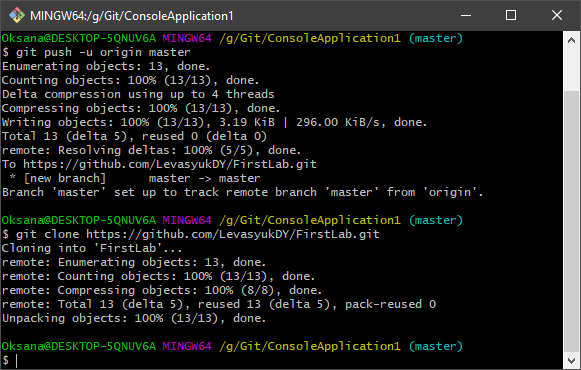 MINGW64:/g/Git/ConsoleApplication1
Oksana@DESKTOP-5QNUV6A MINGW64 /g/Git/ConsoleApplication1 (master)
$ git push -u origin master
Enumerating objects: 13, done.
Counting objects: 100% (13/13), done.
Delta compression using up to 4 threads
Compressing objects: 100% (13/13), done.
Writing objects: 100% (13/13), 3.19 KiB | 296.00 KiB/s, done.
Total 13 (delta 5), reused 0 (delta 0)
remote: Resolving deltas: 100% (5/5), done.
To https://github.com/LevasyukDY/FirstLab.git
 * [new branch]      master -> master
Branch 'master' set up to track remote branch 'master' from 'origin'.
Oksana@DESKTOP-5QNUV6A MINGW64 /g/Git/ConsoleApplication1 (master)
$ git clone https://github.com/LevasyukDY/FirstLab.git
Cloning into 'FirstLab'...
remote: Enumerating objects: 13, done.
remote: Counting objects: 100% (13/13), done.
remote: Compressing objects: 100% (8/8), done.
remote: Total 13 (delta 5), reused 13 (delta 5), pack-reused 0
Unpacking objects: 100% (13/13), done.
Oksana@DESKTOP-5QNUV6A MINGW64 /g/Git/ConsoleApplication1 (master)
$